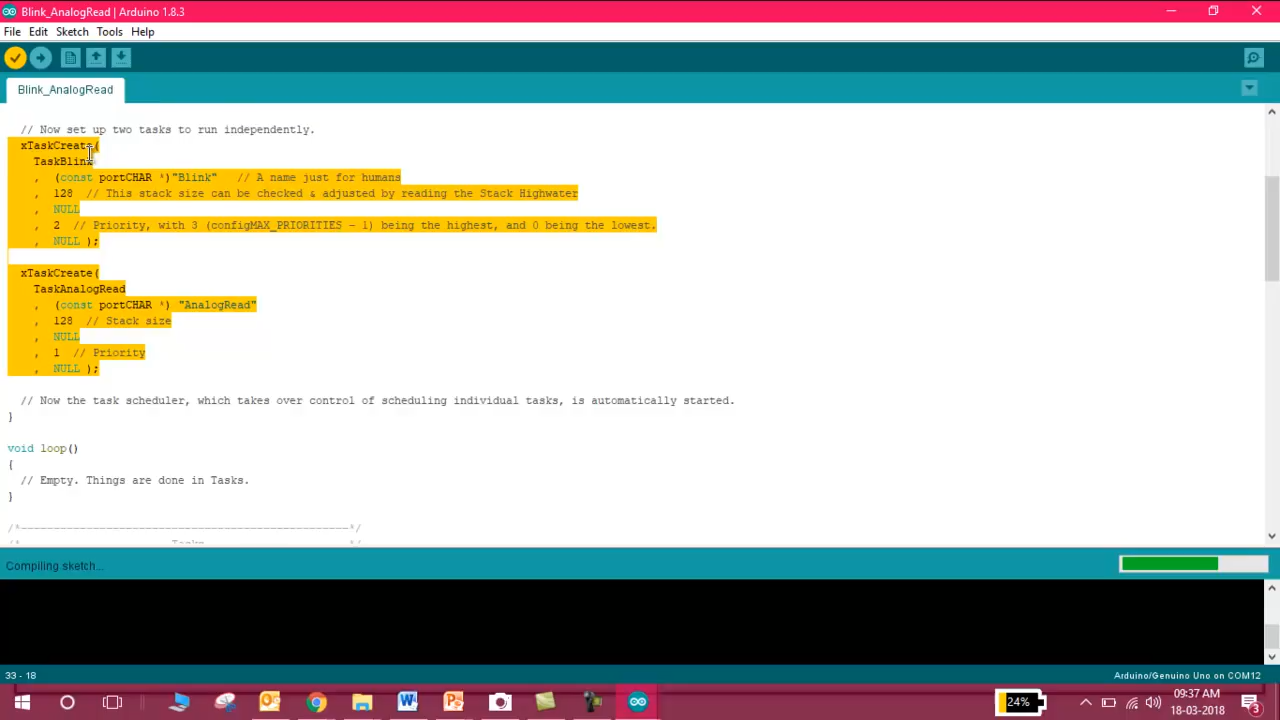 Blink_AnalogRead | Arduino 1.8.3
File Edit Sketch Tools Help
Blink_AnalogRead
// Now set up two tasks to run independently.
xTaskCreate(
TaskBlink
, (const portCHAR *)"Blink" // A name just for humans
, 128 // This stack size can be checked & adjusted by reading the Stack Highwater
, NULL
, 2 // Priority, with 3 (configMAX_PRIORITIES - 1) being the highest, and 0 being the lowest.
, NULL );
xTaskCreate(
TaskAnalogRead
, (const portCHAR *) "AnalogRead"
, 128 // Stack size
, NULL
, 1 // Priority
, NULL );
// Now the task scheduler, which takes over control of scheduling individual tasks, is automatically started.
}
void loop()
{
// Empty. Things are done in Tasks.
}
/*--------------------------------------------------*/
/* Tasks */
Compiling sketch...
33 - 18
Arduino/Genuino Uno on COM12
24%
09:37 AM
18-03-2018
3